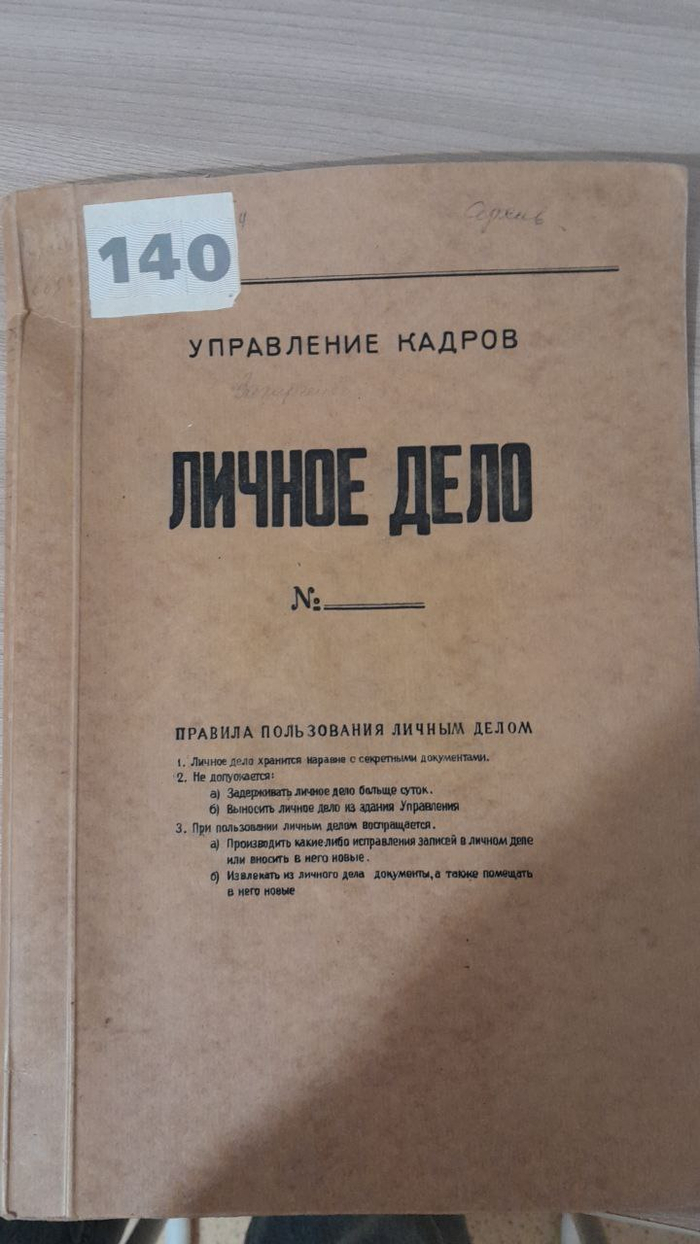 140
УПРАВЛЕНИЕ КАДРОВ
ЛИЧНОЕ ДЕЛО
№
ПРАВИЛА ПОЛЬЗОВАНИЯ ЛИЧНЫМ ДЕЛОМ
1. Личное дело хранится наравне с секретными документами.
2. Не допускается:
а) Задерживать личное дело больше суток.
б) Выносить личное дело из здания Управления
3. При пользовании личным делом воспращается.
а) Производить какие-либо исправления записей в личном деле
или вносить в него новые.
б) Извлекать из личного дела документы, а также помещать
в него новые